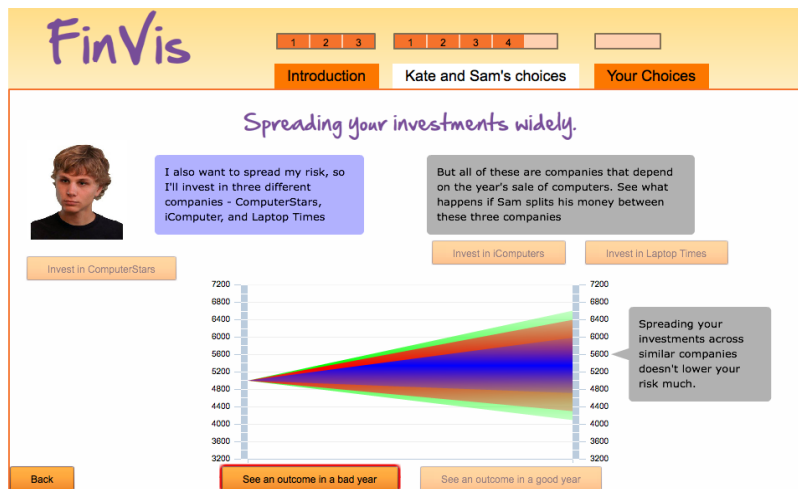 FinVis
1 2 3
1 2 3 4
Introduction
Kate and Sam's choices
Your Choices
Spreading your investments widely.
I also want to spread my risk, so
I'll invest in three different
companies - ComputerStars,
iComputer, and Laptop Times
But all of these are companies that depend
on the year's sale of computers. See what
happens if Sam splits his money between
these three companies
Invest in ComputerStars
Invest in iComputers
Invest in Laptop Times
7200 7200
6800 6800
6400 6400
6000 6000
5600 5600
5200 5200
4800 4800
4400 4400
4000 4000
3600 3600
3200 3200
Spreading your
investments across
similar companies
doesn't lower your
risk much.
Back
See an outcome in a bad year
See an outcome in a good year